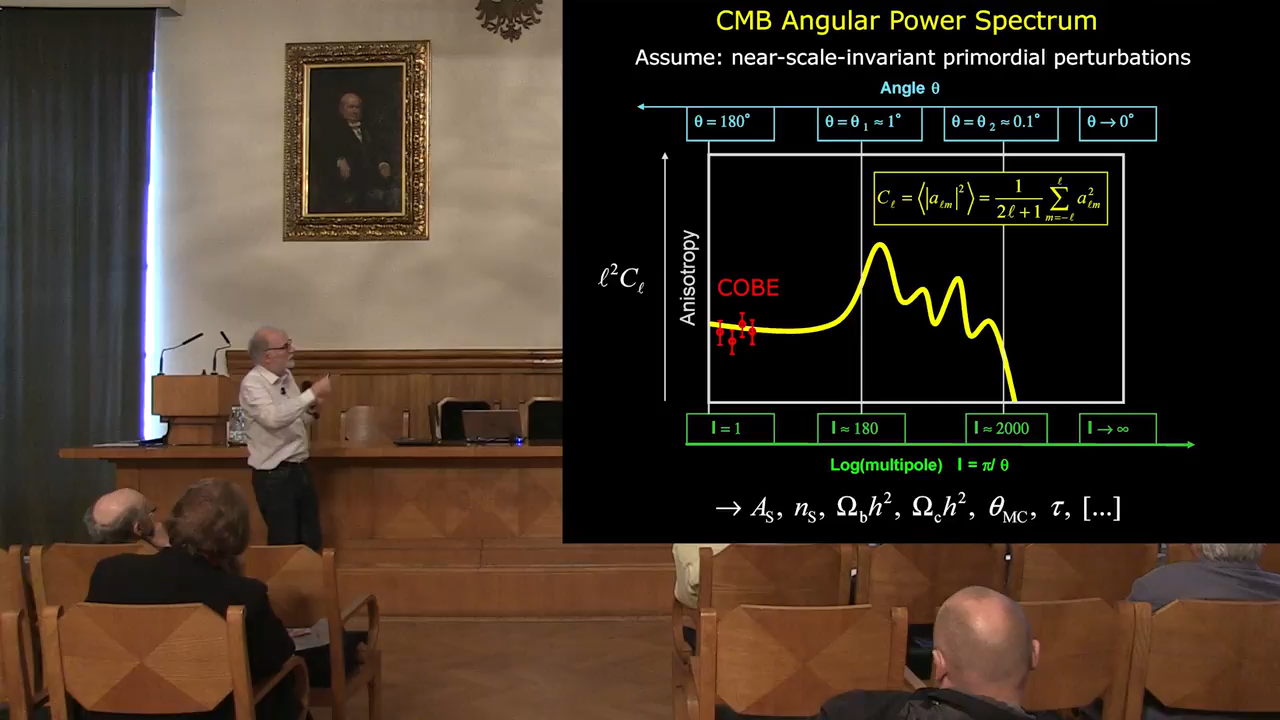 CMB Angular Power Spectrum
Assume: near-scale-invariant primordial perturbations
Angle θ
θ = 180° θ = θ₁ ≈ 1° θ = θ₂ ≈ 0.1° θ → 0°
C_ℓ = ⟨|a_ℓm|²⟩ = 1/(2ℓ+1) ∑_{m=-ℓ}^{ℓ} a²_ℓm
ℓ²C_ℓ
Anisotropy
COBE
l = 1 l ≈ 180 l ≈ 2000 l → ∞
Log(multipole) l = π/ θ
→ A_S, n_S, Ω_b h², Ω_c h², θ_MC, τ, [...]